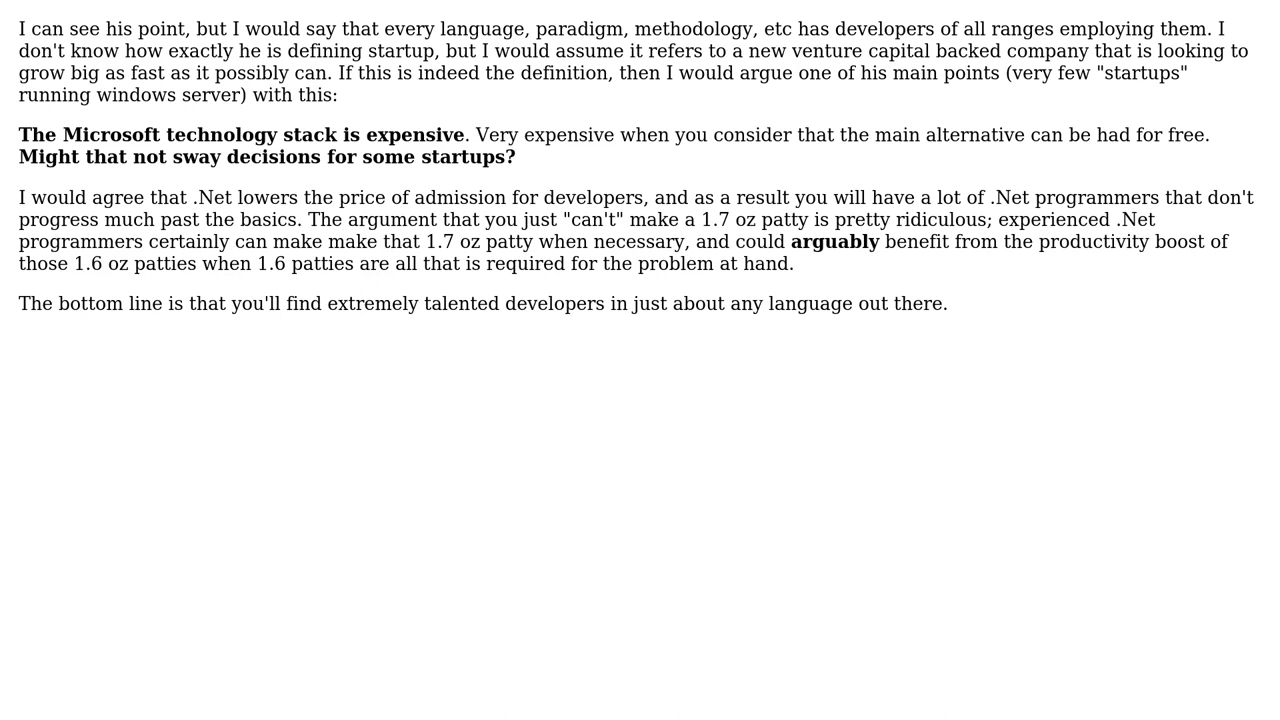 I can see his point, but I would say that every language, paradigm, methodology, etc has developers of all ranges employing them. I
don't know how exactly he is defining startup, but I would assume it refers to a new venture capital backed company that is looking to
grow big as fast as it possibly can. If this is indeed the definition, then I would argue one of his main points (very few "startups"
running windows server) with this:
The Microsoft technology stack is expensive. Very expensive when you consider that the main alternative can be had for free.
Might that not sway decisions for some startups?
I would agree that .Net lowers the price of admission for developers, and as a result you will have a lot of .Net programmers that don't
progress much past the basics. The argument that you just "can't" make a 1.7 oz patty is pretty ridiculous; experienced .Net
programmers certainly can make make that 1.7 oz patty when necessary, and could arguably benefit from the productivity boost of
those 1.6 oz patties when 1.6 patties are all that is required for the problem at hand.
The bottom line is that you'll find extremely talented developers in just about any language out there.